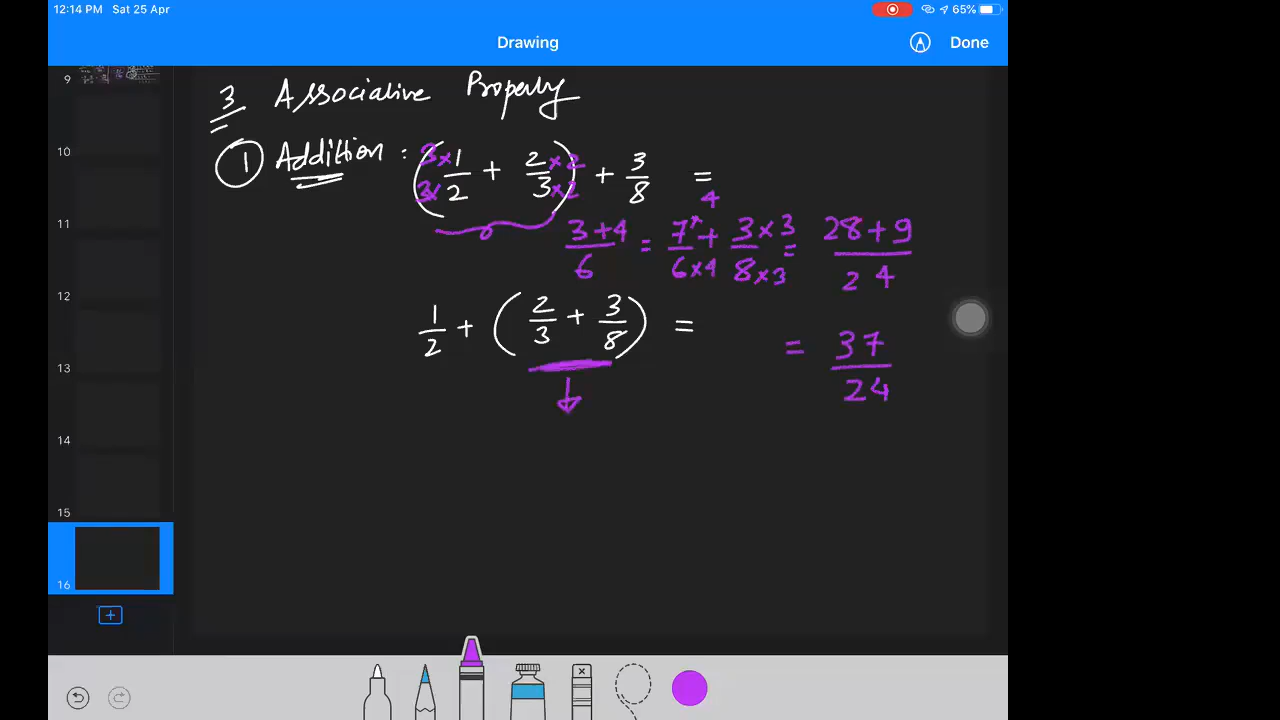 12:14 PM Sat 25 Apr 65%
Drawing Done
9
10
11
12
13
14
15
16
3 Associative Property
① Addition : (3×1/3×2 + 2×2/3×2) + 3/8 =
3+4/6 = 7×4/6×4 + 3×3/8×3 = 28+9/24
1/2 + (2/3 + 3/8) =
= 37/24